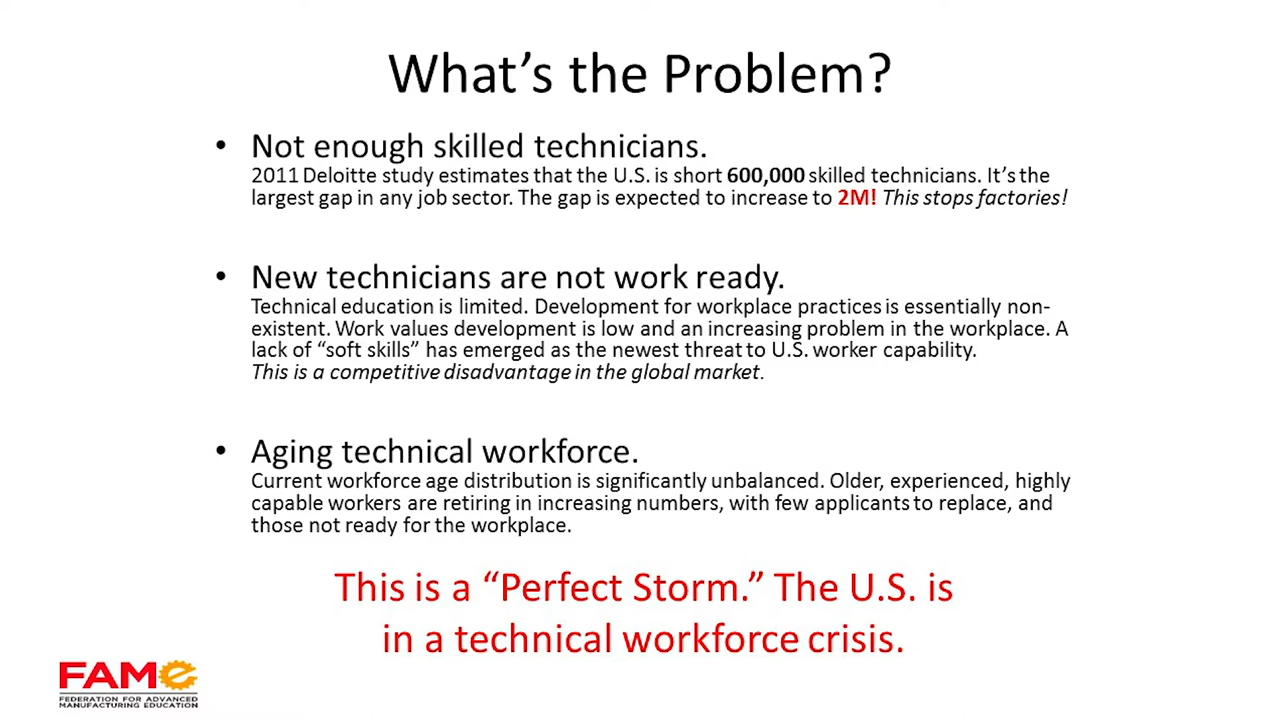 What’s the Problem?
• Not enough skilled technicians.
2011 Deloitte study estimates that the U.S. is short 600,000 skilled technicians. It’s the
largest gap in any job sector. The gap is expected to increase to 2M! This stops factories!
• New technicians are not work ready.
Technical education is limited. Development for workplace practices is essentially non-
existent. Work values development is low and an increasing problem in the workplace. A
lack of “soft skills” has emerged as the newest threat to U.S. worker capability.
This is a competitive disadvantage in the global market.
• Aging technical workforce.
Current workforce age distribution is significantly unbalanced. Older, experienced, highly
capable workers are retiring in increasing numbers, with few applicants to replace, and
those not ready for the workplace.
This is a “Perfect Storm.” The U.S. is
in a technical workforce crisis.
FAMe
FEDERATION FOR ADVANCED
MANUFACTURING EDUCATION